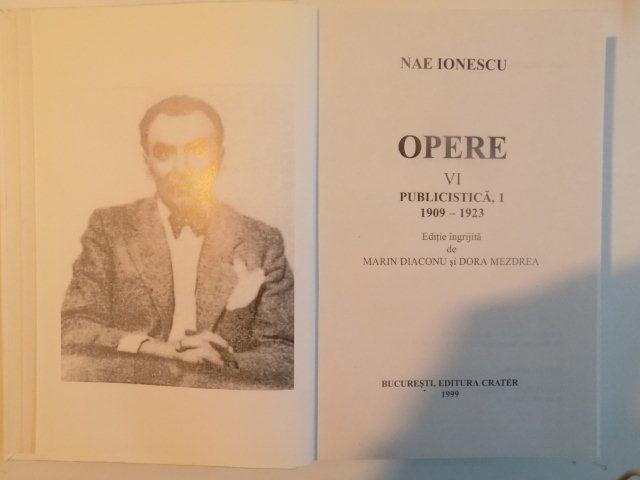 NAE IONESCU
OPERE
VI
PUBLICISTICĂ, 1
1909 – 1923
Ediție îngrijită
de
MARIN DIACONU și DORA MEZDREA
BUCUREȘTI, EDITURA CRATER
1999